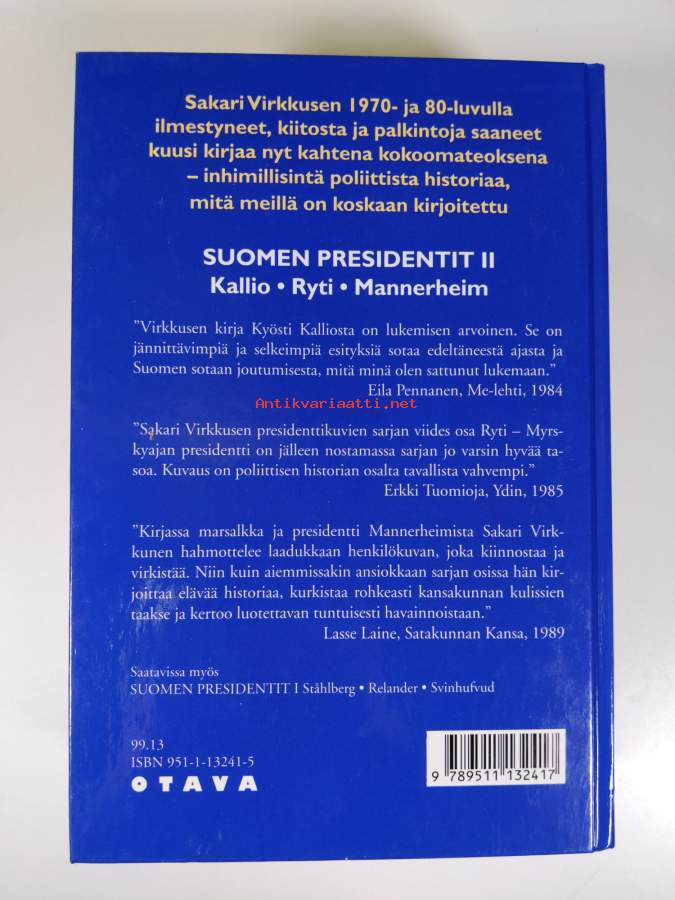 Sakari Virkkusen 1970- ja 80-luvulla
ilmestyneet, kiitosta ja palkintoja saaneet
kuusi kirjaa nyt kahtena kokoomateoksena
– inhimillisintä poliittista historiaa,
mitä meillä on koskaan kirjoitettu
SUOMEN PRESIDENTIT II
Kallio • Ryti • Mannerheim
”Virkkusen kirja Kyösti Kalliosta on lukemisen arvoinen. Se on
jännittävimpiä ja selkeimpiä esityksiä sotaa edeltäneestä ajasta ja
Suomen sotaan joutumisesta, mitä minä olen sattunut lukemaan.”
Eila Pennanen, Me-lehti, 1984
Antikvariaatti.net
”Sakari Virkkusen presidenttikuvien sarjan viides osa Ryti – Myrs-
kyajan presidentti on jälleen nostamassa sarjan jo varsin hyvää ta-
soa. Kuvaus on poliittisen historian osalta tavallista vahvempi.”
Erkki Tuomioja, Ydin, 1985
”Kirjassa marsalkka ja presidentti Mannerheimista Sakari Virk-
kunen hahmottelee laadukkaan henkilökuvan, joka kiinnostaa ja
virkistää. Niin kuin aiemmissakin ansiokkaan sarjan osissa hän kir-
joittaa elävää historiaa, kurkistaa rohkeasti kansakunnan kulissien
taakse ja kertoo luotettavan tuntuisesti havainnoistaan.”
Lasse Laine, Satakunnan Kansa, 1989
Saatavissa myös
SUOMEN PRESIDENTIT I Ståhlberg • Relander • Svinhufvud
99.13
ISBN 951-1-13241-5
OTAVA
9 789511 132417